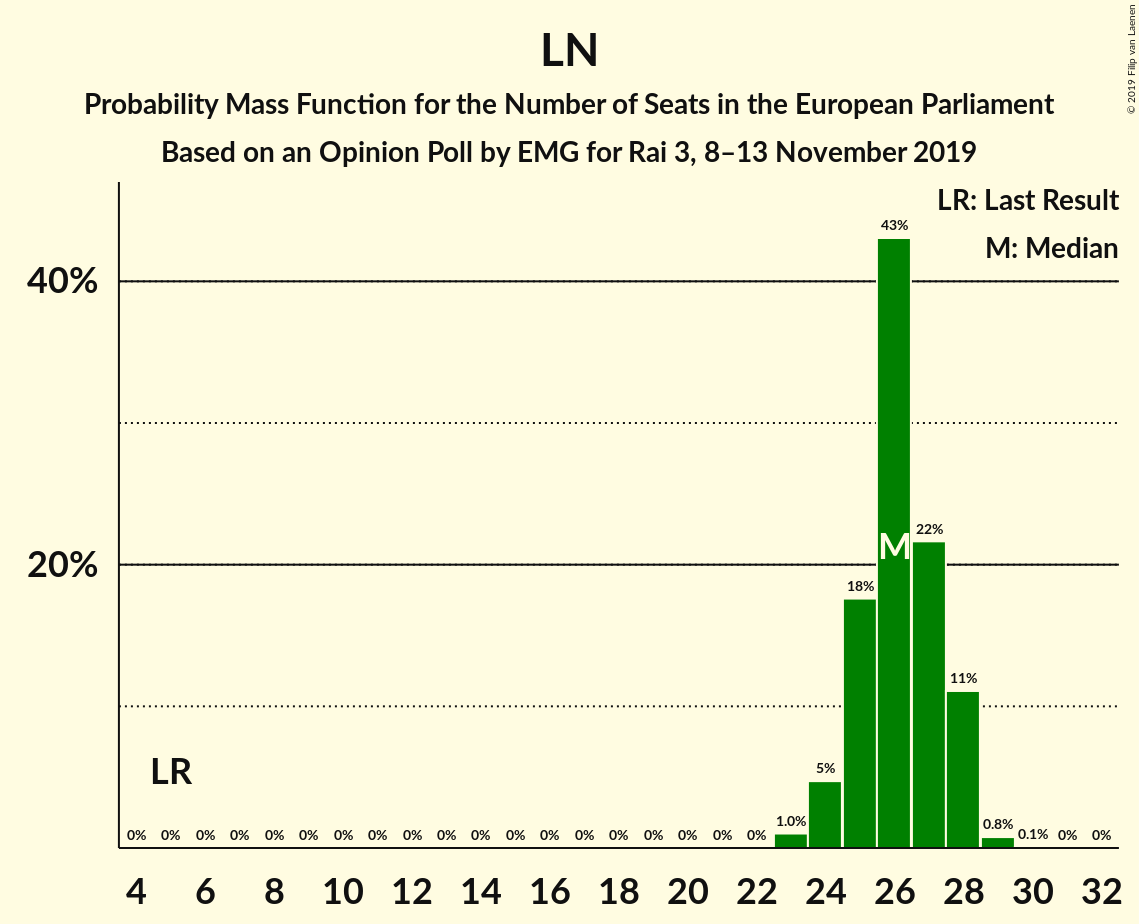 LN
Probability Mass Function for the Number of Seats in the European Parliament
Based on an Opinion Poll by EMG for Rai 3, 8–13 November 2019
© 2019 Filip van Laenen
LR: Last Result
M: Median
43%
40%
M
22%
20%
18%
11%
5%
LR
0% 0% 0% 0% 0% 0% 0% 0% 0% 0% 0% 0% 0% 0% 0% 0% 0% 0% 0% 1.0% 0.8% 0.1% 0% 0%
4 6 8 10 12 14 16 18 20 22 24 26 28 30 32